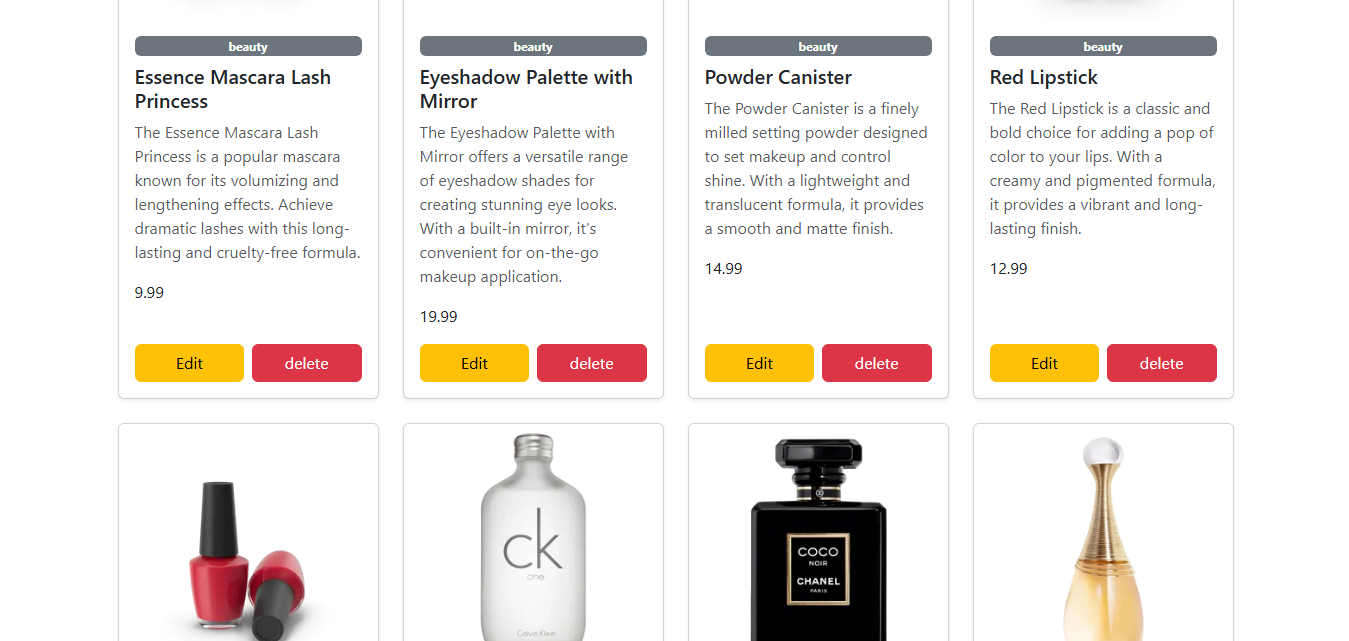 beauty
Essence Mascara Lash
Princess
The Essence Mascara Lash
Princess is a popular mascara
known for its volumizing and
lengthening effects. Achieve
dramatic lashes with this long-
lasting and cruelty-free formula.
9.99
Edit
delete
beauty
Eyeshadow Palette with
Mirror
The Eyeshadow Palette with
Mirror offers a versatile range
of eyeshadow shades for
creating stunning eye looks.
With a built-in mirror, it's
convenient for on-the-go
makeup application.
19.99
Edit
delete
beauty
Powder Canister
The Powder Canister is a finely
milled setting powder designed
to set makeup and control
shine. With a lightweight and
translucent formula, it provides
a smooth and matte finish.
14.99
Edit
delete
beauty
Red Lipstick
The Red Lipstick is a classic and
bold choice for adding a pop of
color to your lips. With a
creamy and pigmented formula,
it provides a vibrant and long-
lasting finish.
12.99
Edit
delete
ck
one
Calvin Klein
COCO
NOIR
CHANEL
PARIS